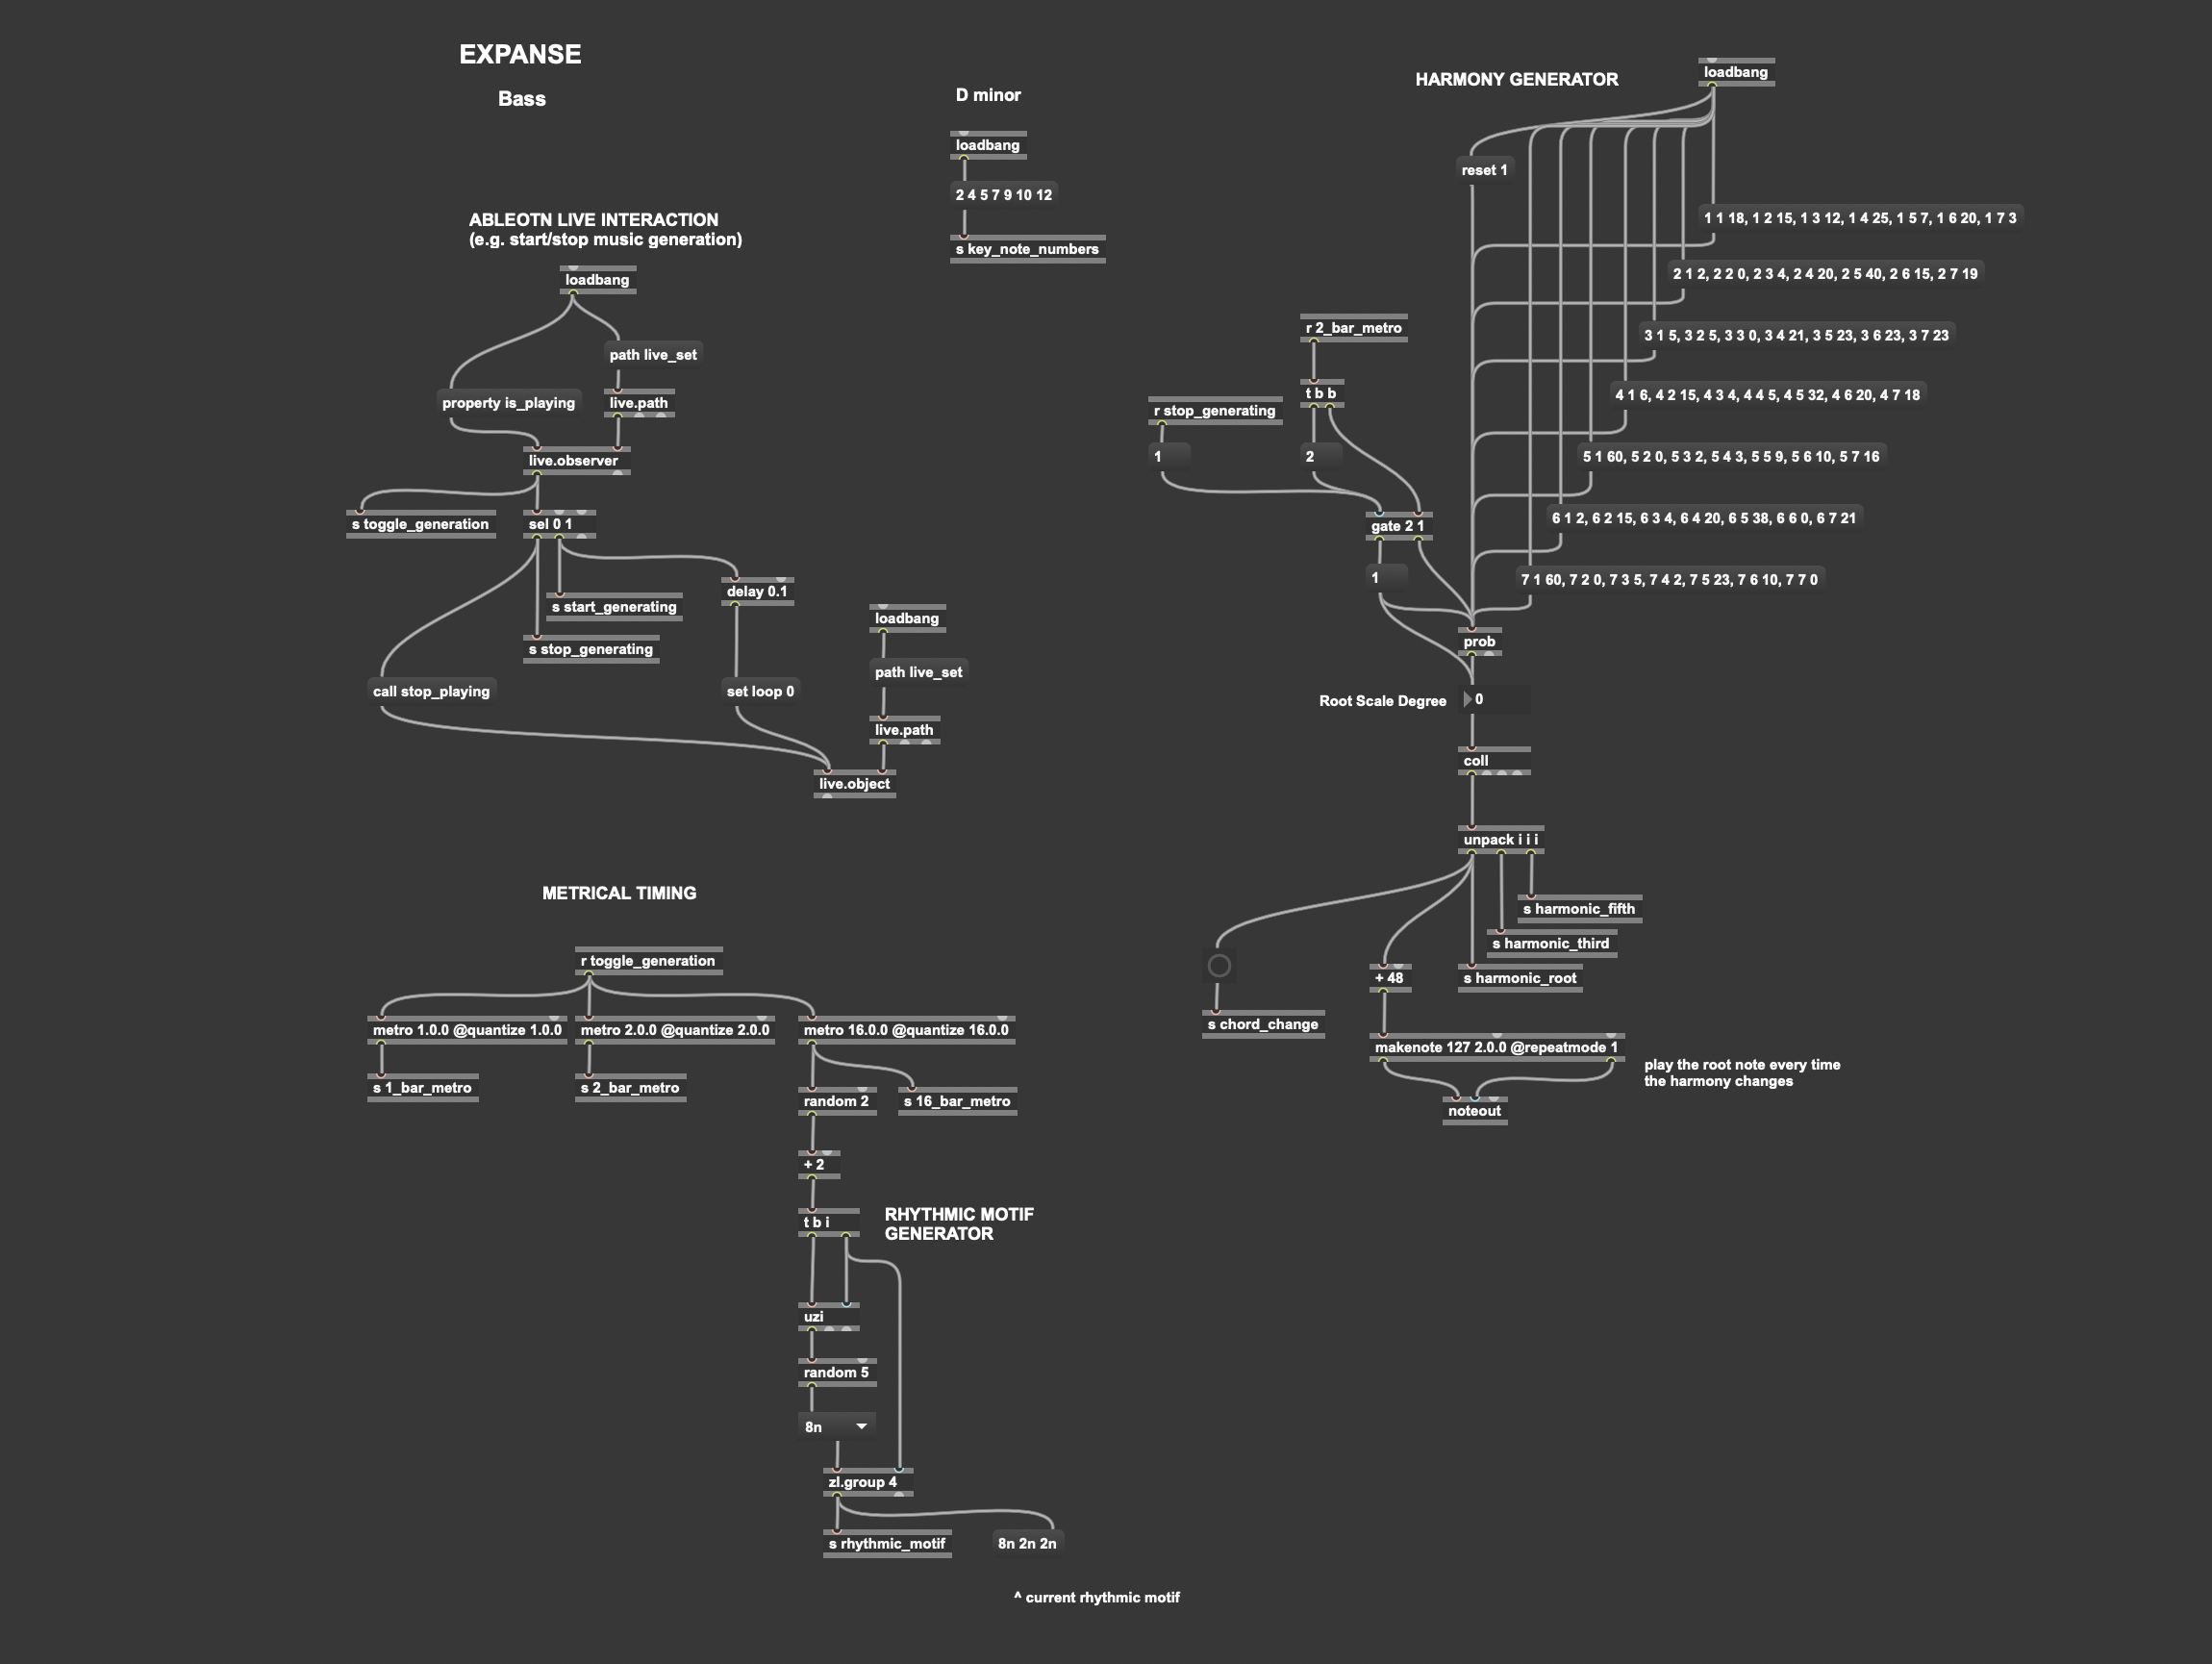 EXPANSE
Bass
ABLEOTN LIVE INTERACTION
(e.g. start/stop music generation)
loadbang
path live_set
property is_playing
live.path
live.observer
s toggle_generation
sel 0 1
delay 0.1
s start_generating
s stop_generating
call stop_playing
set loop 0
loadbang
path live_set
live.path
live.object
D minor
loadbang
2 4 5 7 9 10 12
s key_note_numbers
HARMONY GENERATOR
loadbang
reset 1
1 1 18, 1 2 15, 1 3 12, 1 4 25, 1 5 7, 1 6 20, 1 7 3
2 1 2, 2 2 0, 2 3 4, 2 4 20, 2 5 40, 2 6 15, 2 7 19
3 1 5, 3 2 5, 3 3 0, 3 4 21, 3 5 23, 3 6 23, 3 7 23
4 1 6, 4 2 15, 4 3 4, 4 4 5, 4 5 32, 4 6 20, 4 7 18
5 1 60, 5 2 0, 5 3 2, 5 4 3, 5 5 9, 5 6 10, 5 7 16
6 1 2, 6 2 15, 6 3 4, 6 4 20, 6 5 38, 6 6 0, 6 7 21
7 1 60, 7 2 0, 7 3 5, 7 4 2, 7 5 23, 7 6 10, 7 7 0
r 2_bar_metro
t b b
r stop_generating
1
2
gate 2 1
1
prob
Root Scale Degree
0
coll
unpack i i i
s harmonic_fifth
s harmonic_third
s harmonic_root
+ 48
s chord_change
makenote 127 2.0.0 @repeatmode 1
play the root note every time
the harmony changes
noteout
METRICAL TIMING
r toggle_generation
metro 1.0.0 @quantize 1.0.0
metro 2.0.0 @quantize 2.0.0
metro 16.0.0 @quantize 16.0.0
s 1_bar_metro
s 2_bar_metro
random 2
s 16_bar_metro
+ 2
t b i
RHYTHMIC MOTIF
GENERATOR
uzi
random 5
8n
zl.group 4
s rhythmic_motif
8n 2n 2n
^ current rhythmic motif